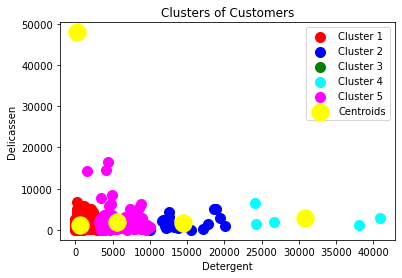 Clusters of Customers
50000
40000
30000
20000
10000
0
Delicassen
Cluster 1
Cluster 2
Cluster 3
Cluster 4
Cluster 5
Centroids
0 5000 10000 15000 20000 25000 30000 35000 40000
Detergent